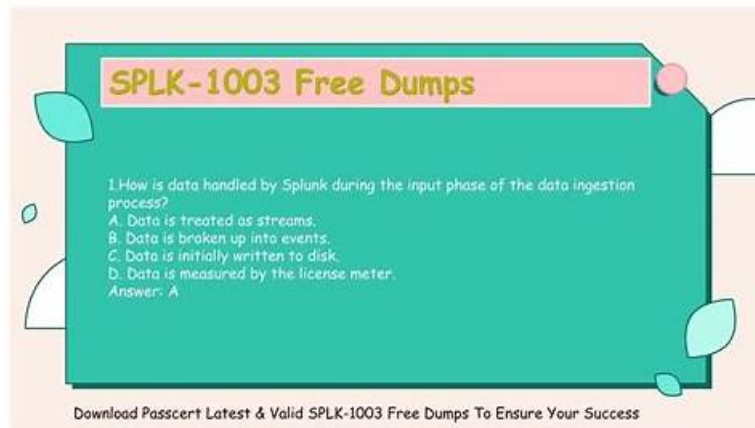 SPLK-1003 Free Dumps
1.How is data handled by Splunk during the input phase of the data ingestion
process?
A. Data is treated as streams.
B. Data is broken up into events.
C. Data is initially written to disk.
D. Data is measured by the license meter.
Answer: A
Download Passcert Latest & Valid SPLK-1003 Free Dumps To Ensure Your Success